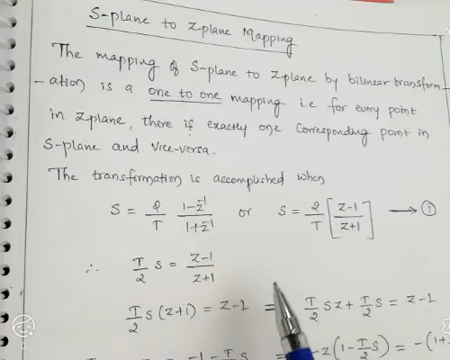 S-plane to z-plane Mapping
The mapping of S-plane to z plane by bilinear transform-
-ation is a one to one mapping i.e for every point
in z plane, there is exactly one corresponding point in
S-plane and vice-versa.
The transformation is accomplished when
S = 2/T (1-z⁻¹)/(1+z⁻¹) or S = 2/T [(z-1)/(z+1)] → ①
∴ T/2 s = (z-1)/(z+1)
T/2 s (z+1) = z-1 = T/2 sz + T/2 s = z-1
-1 - T/2 s = -z(1 - T/2 s) = -(1+